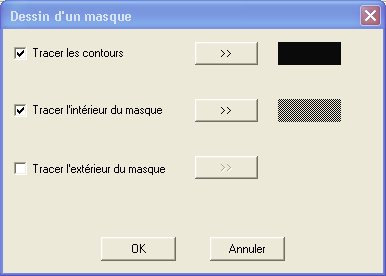 Dessin d'un masque
Tracer les contours >>
Tracer l'intérieur du masque >>
Tracer l'extérieur du masque >>
OK Annuler